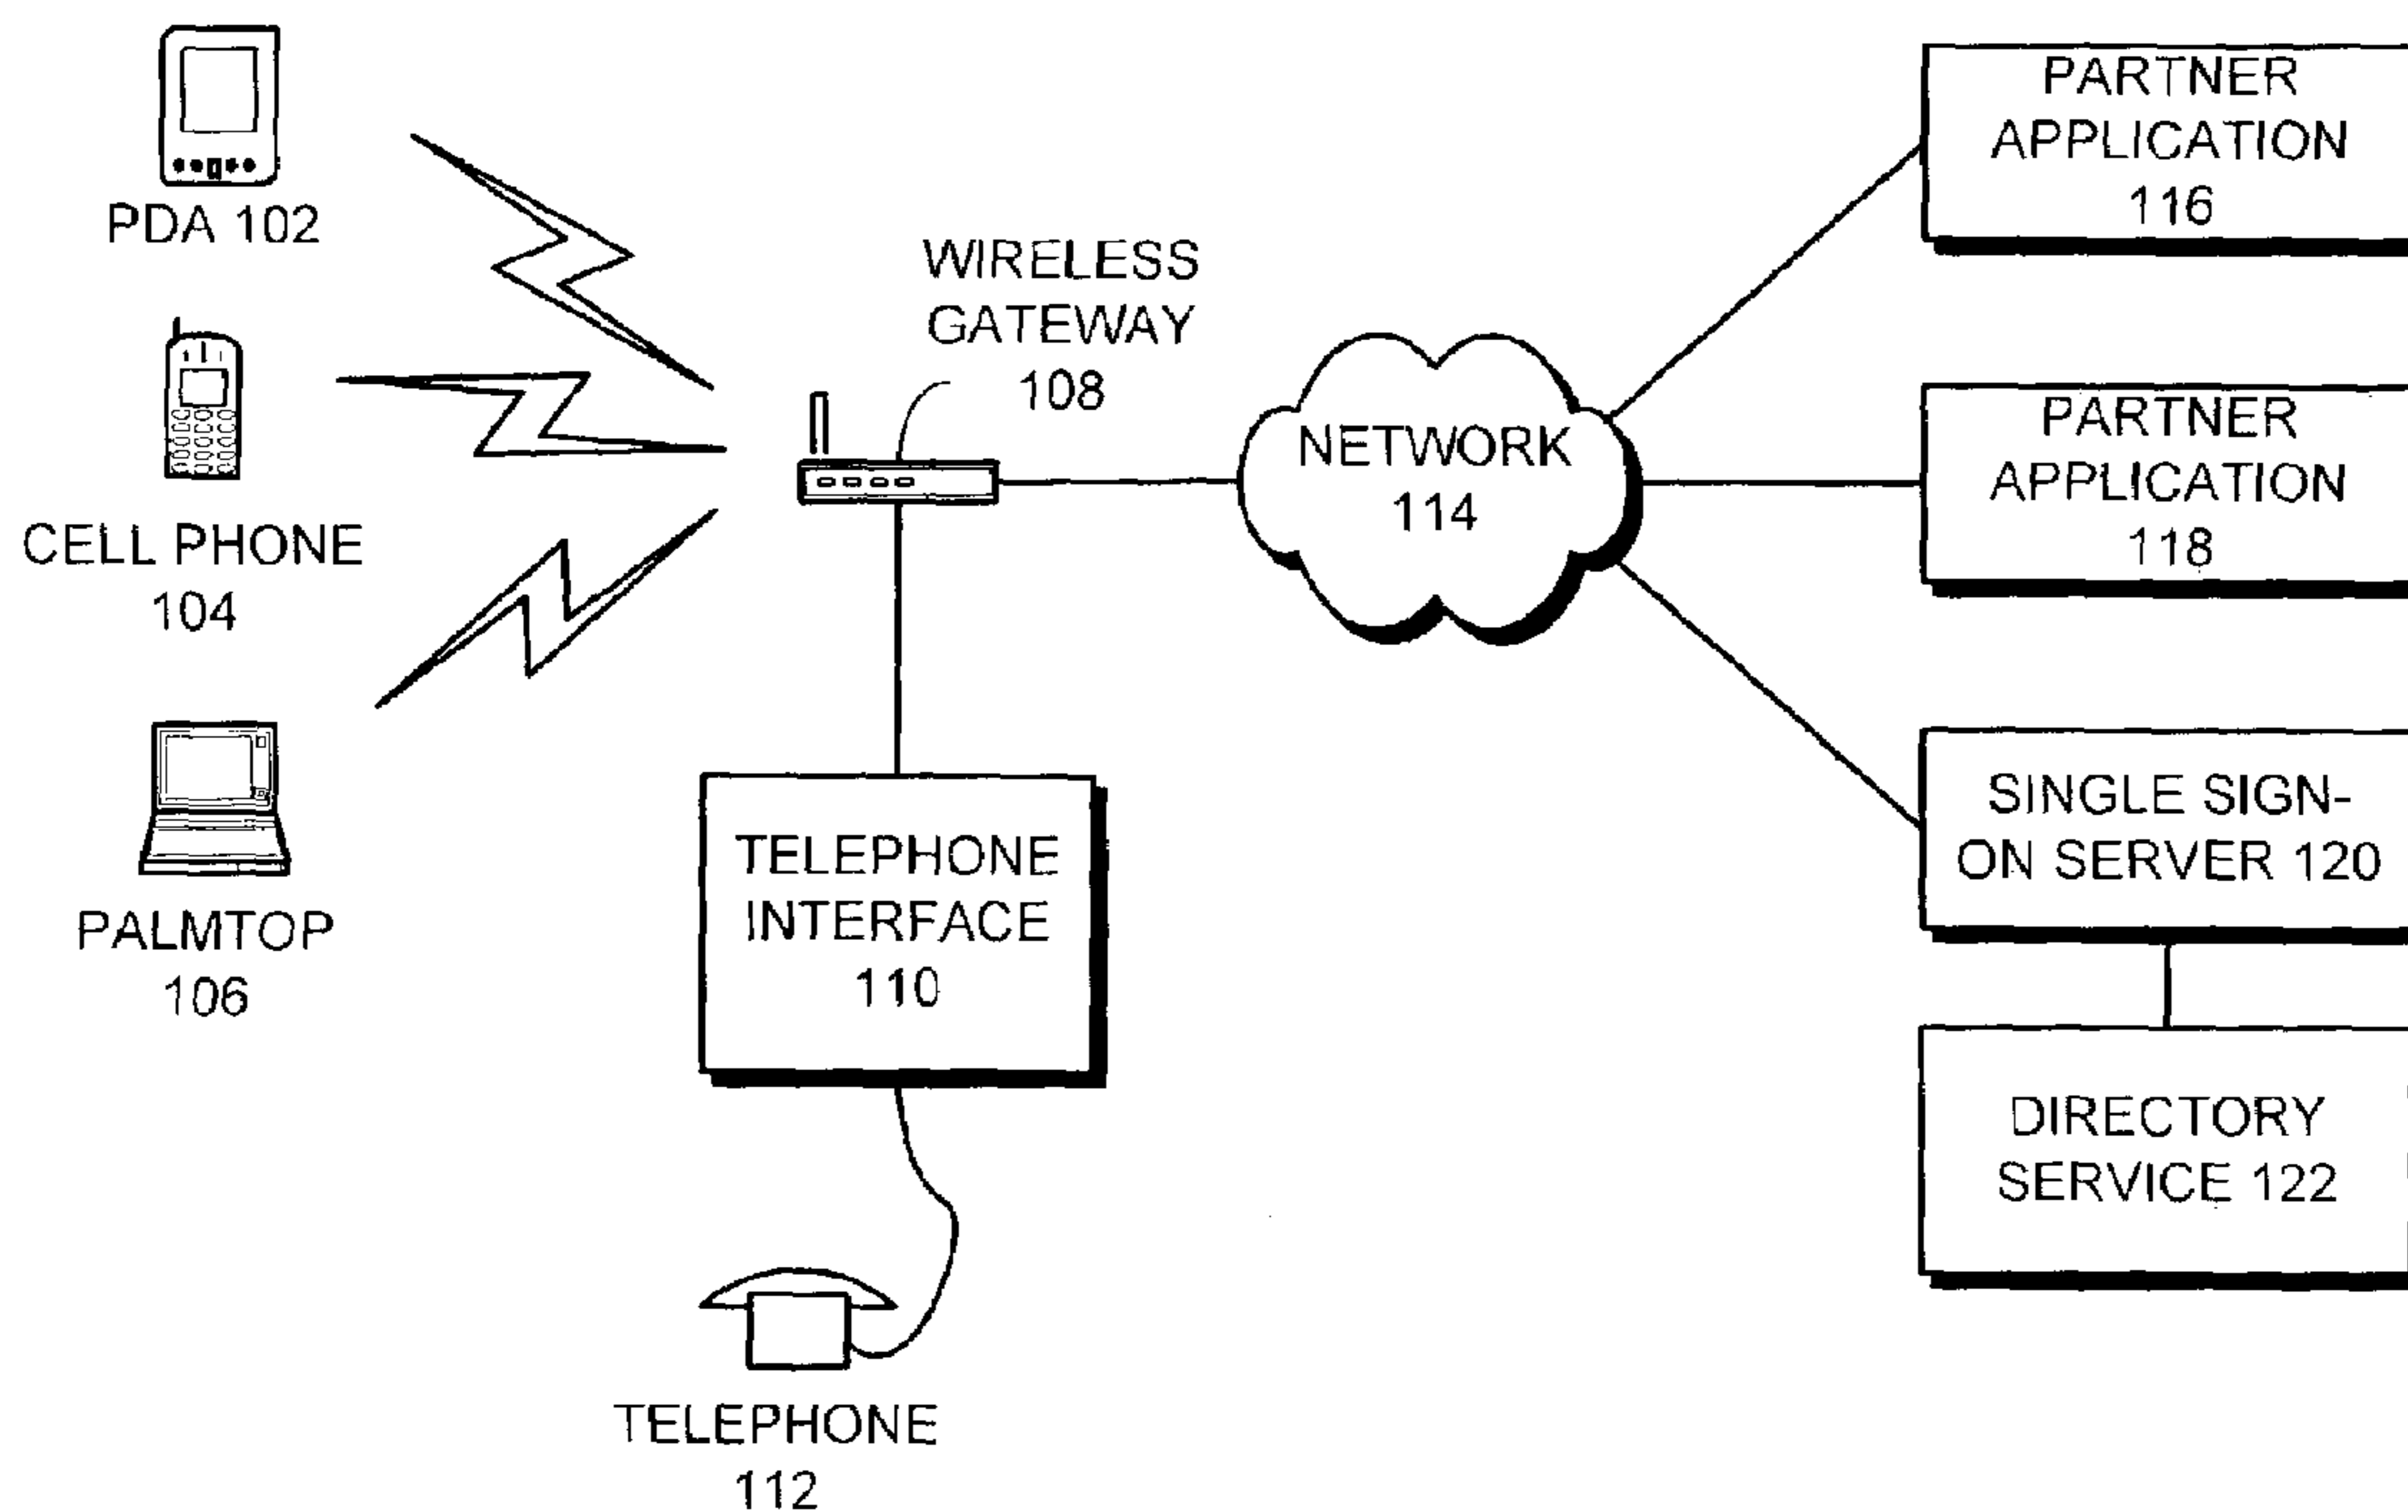 PDA 102
CELL PHONE
104
PALMTOP
106
WIRELESS
GATEWAY
108
TELEPHONE
INTERFACE
110
TELEPHONE
112
NETWORK
114
PARTNER
APPLICATION
116
PARTNER
APPLICATION
118
SINGLE SIGN-
ON SERVER 120
DIRECTORY
SERVICE 122